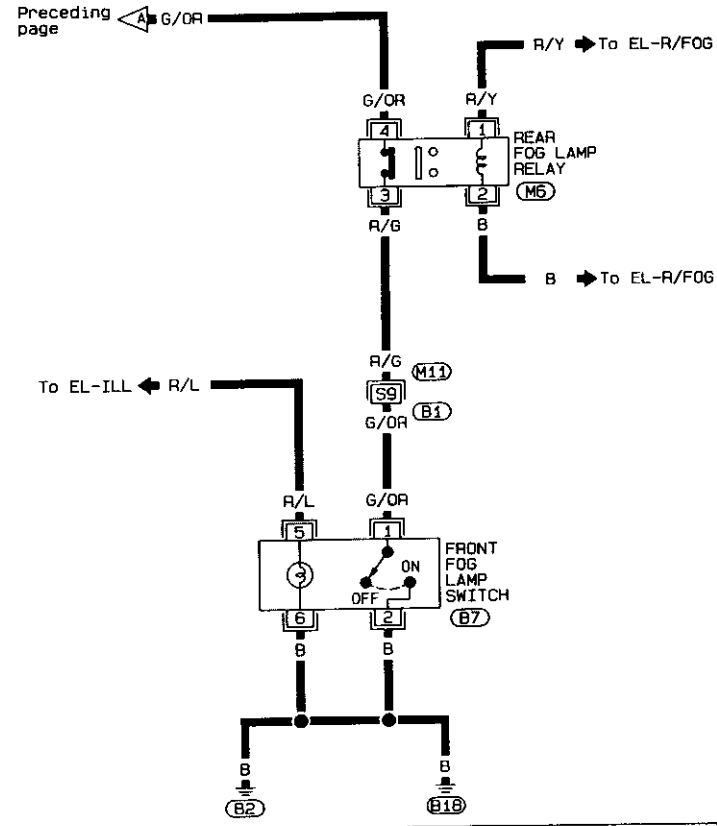 Preceding
page
A
G/OR
R/Y
To EL-R/FOG
G/OR
R/Y
4
1
REAR
FOG LAMP
RELAY
3
2
M6
R/G
B
B
To EL-R/FOG
R/G
M11
To EL-ILL
R/L
S9
B1
G/OR
R/L
G/OR
5
1
FRONT
FOG
LAMP
SWITCH
ON
OFF
6
2
B7
B
B
B
B
B2
B18